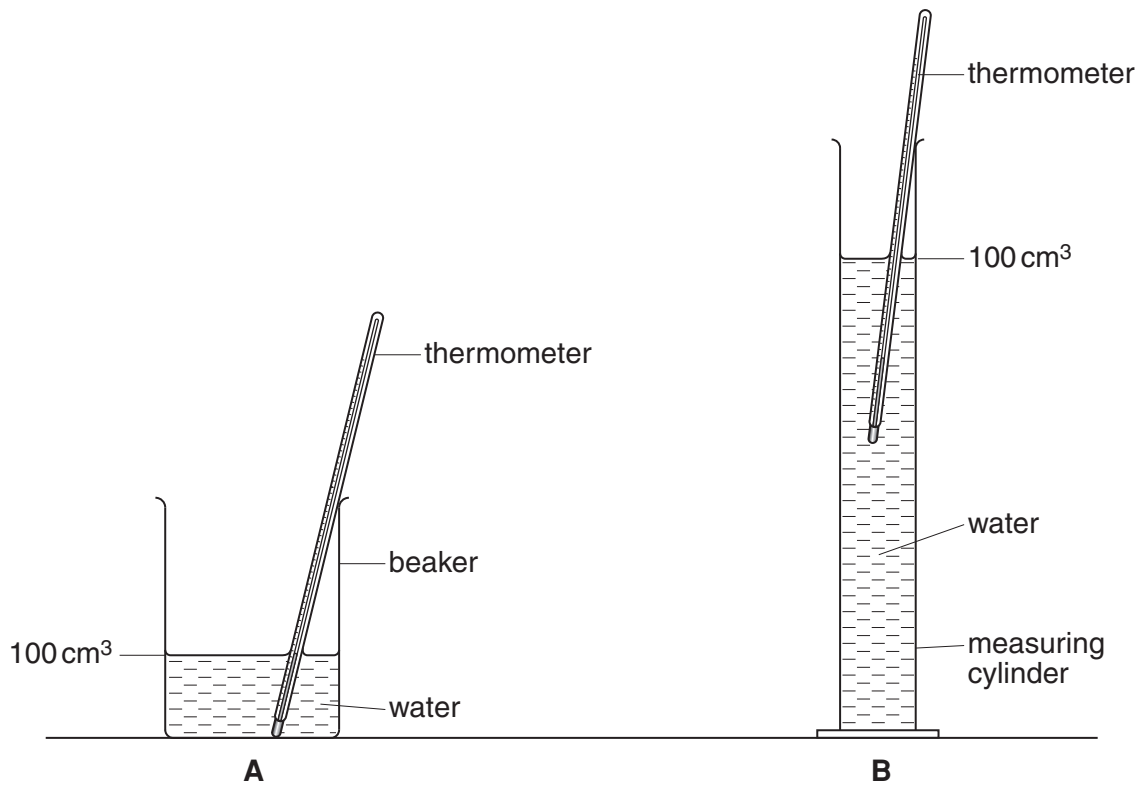 thermometer
100 cm³
thermometer
beaker
water
100 cm³
water
measuring
cylinder
A
B